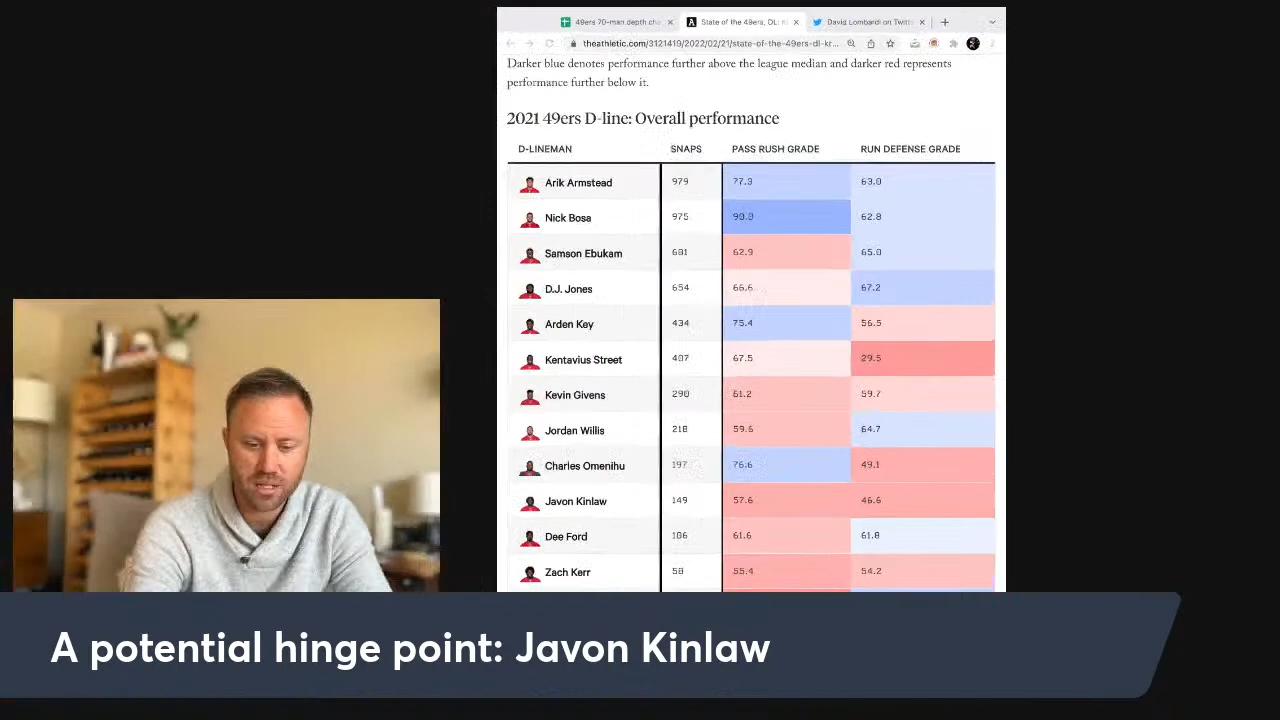 49ers 70-man depth cha
State of the 49ers, DL:
David Lombardi on Twitt
theathletic.com/3121419/2022/02/21/state-of-the-49ers-dl-kr...
Darker blue denotes performance further above the league median and darker red represents
performance further below it.
2021 49ers D-line: Overall performance
D-LINEMAN SNAPS PASS RUSH GRADE RUN DEFENSE GRADE
Arik Armstead 979 77.3 63.0
Nick Bosa 975 90.0 62.8
Samson Ebukam 681 62.9 65.0
D.J. Jones 654 66.6 67.2
Arden Key 434 75.4 56.5
Kentavius Street 407 67.5 29.5
Kevin Givens 290 61.2 59.7
Jordan Willis 218 59.6 64.7
Charles Omenihu 197 76.6 49.1
Javon Kinlaw 149 57.6 46.6
Dee Ford 106 61.6 61.8
Zach Kerr 58 55.4 54.2
A potential hinge point: Javon Kinlaw